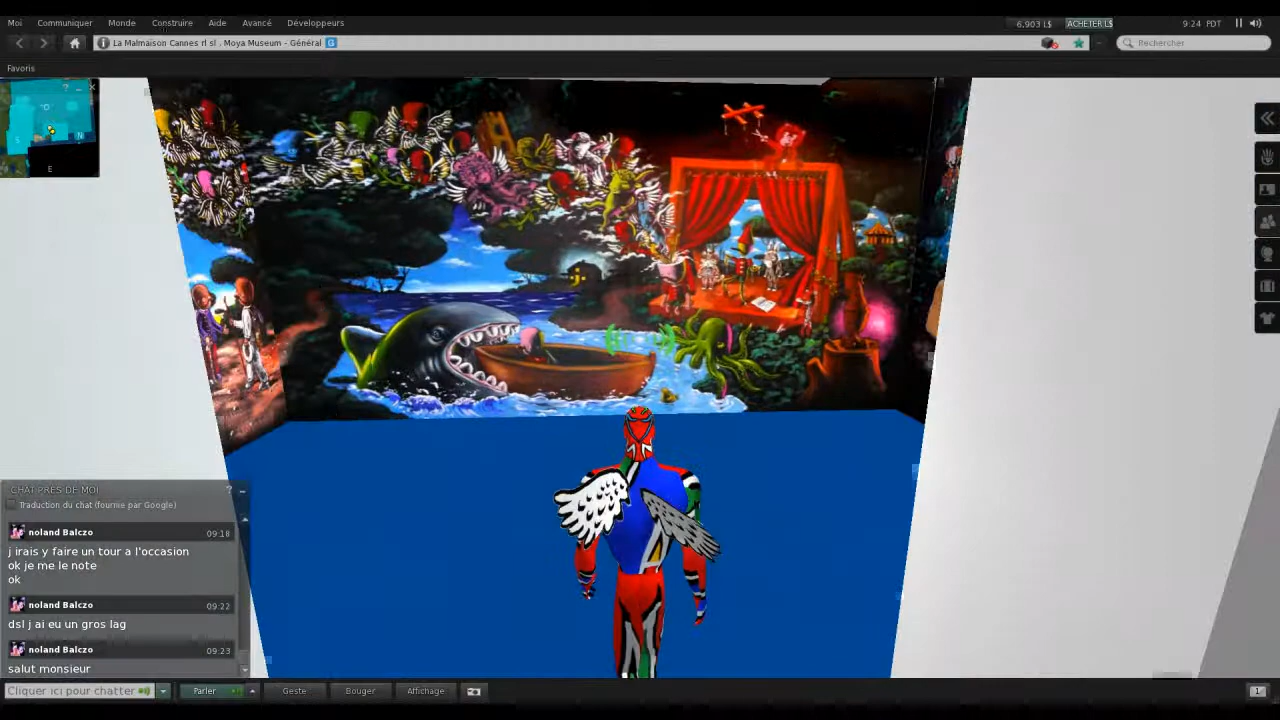 Moi Communiquer Monde Construire Aide Avancé Développeurs 6,903 L$ ACHETER L$ 9:24 PDT
La Malmaison Cannes rl sl . Moya Museum - Général G Rechercher
Favoris
? _ ×
S N
E
CHAT PRÈS DE MOI ? _
Traduction du chat (fournie par Google)
noland Balczo 09:18
j irais y faire un tour a l'occasion
ok je me le note
ok
noland Balczo 09:22
dsl j ai eu un gros lag
noland Balczo 09:23
salut monsieur
Cliquer ici pour chatter Parler Geste Bouger Affichage 1